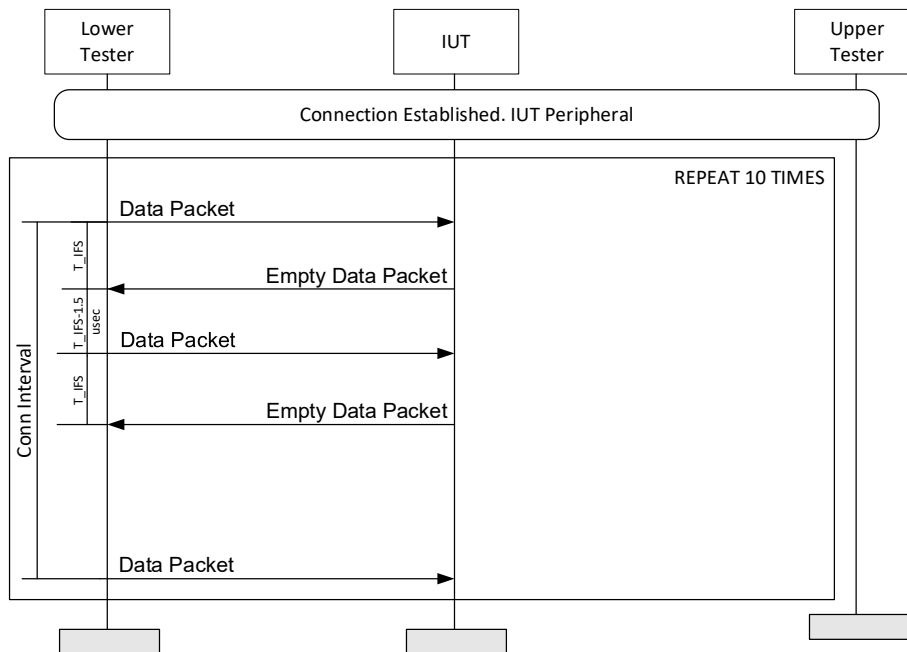 Lower
Tester
IUT
Upper
Tester
Connection Established. IUT Peripheral
REPEAT 10 TIMES
Data Packet
T_IFS
Empty Data Packet
T_IFS-1.5
usec
Data Packet
T_IFS
Empty Data Packet
Conn Interval
Data Packet